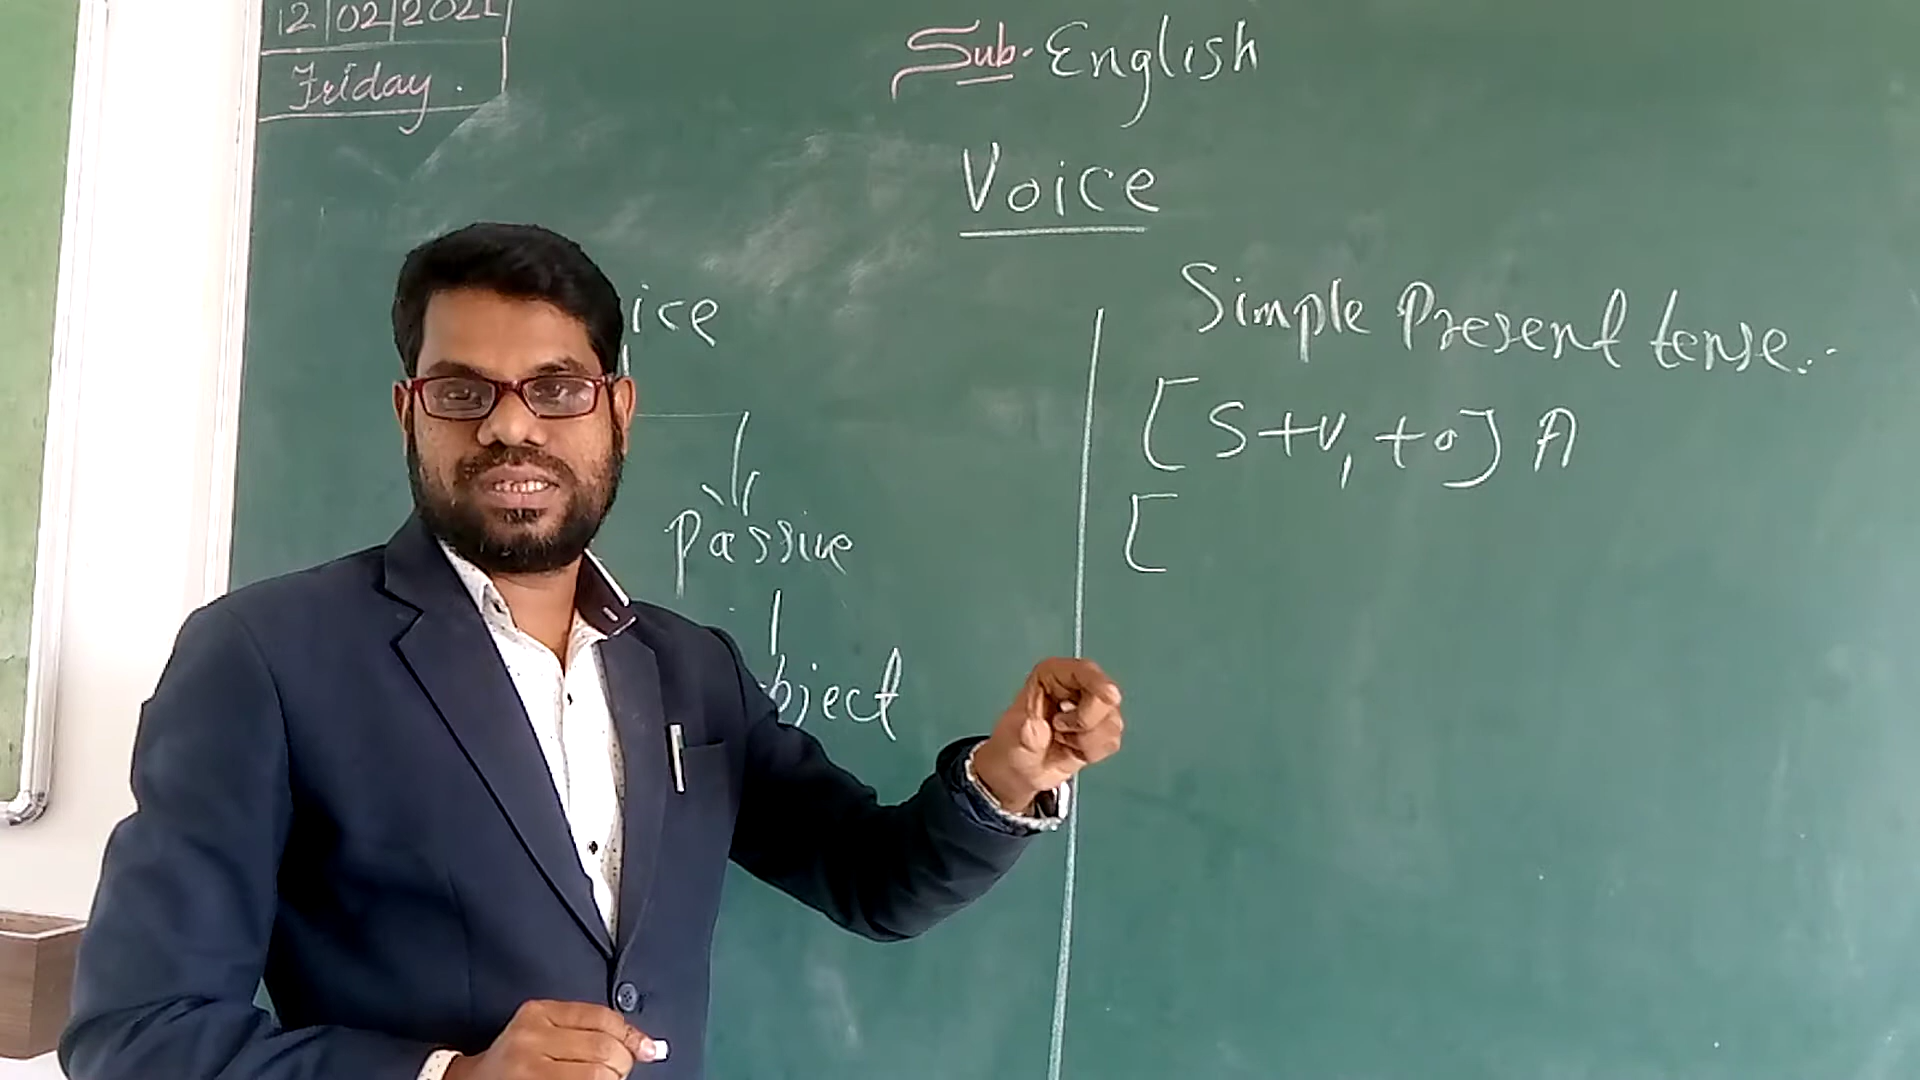 12/02/2021
Friday.
Sub. English
Voice
ice
Passive
bject
Simple Present tense..
[S+V1+O] A
[